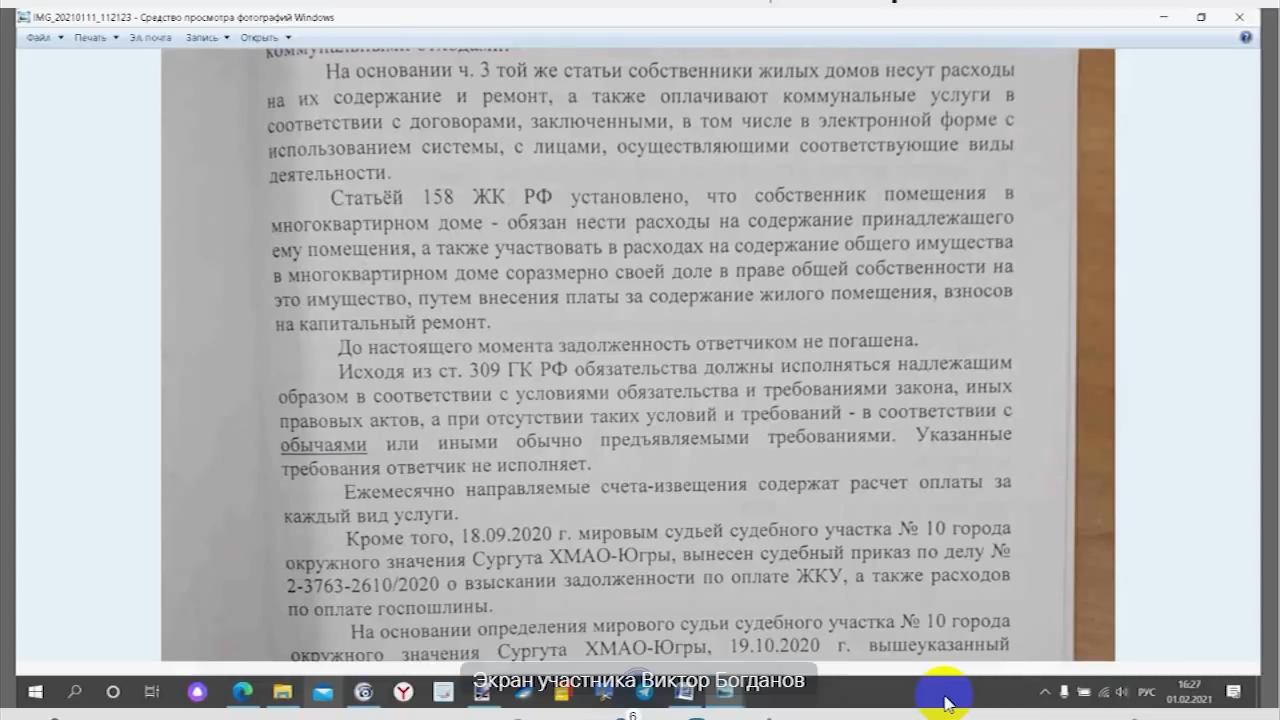 IMG_20210111_112123 - Средство просмотра фотографий Windows
Файл Печать Эл. почта Запись Открыть
На основании ч. 3 той же статьи собственники жилых домов несут расходы
на их содержание и ремонт, а также оплачивают коммунальные услуги в
соответствии с договорами, заключенными, в том числе в электронной форме с
использованием системы, с лицами, осуществляющими соответствующие виды
деятельности.
Статьёй 158 ЖК РФ установлено, что собственник помещения в
многоквартирном доме - обязан нести расходы на содержание принадлежащего
ему помещения, а также участвовать в расходах на содержание общего имущества
в многоквартирном доме соразмерно своей доле в праве общей собственности на
это имущество, путем внесения платы за содержание жилого помещения, взносов
на капитальный ремонт.
До настоящего момента задолженность ответчиком не погашена.
Исходя из ст. 309 ГК РФ обязательства должны исполняться надлежащим
образом в соответствии с условиями обязательства и требованиями закона, иных
правовых актов, а при отсутствии таких условий и требований - в соответствии с
обычаями или иными обычно предъявляемыми требованиями. Указанные
требования ответчик не исполняет.
Ежемесячно направляемые счета-извещения содержат расчет оплаты за
каждый вид услуги.
Кроме того, 18.09.2020 г. мировым судьей судебного участка № 10 города
окружного значения Сургута ХМАО-Югры, вынесен судебный приказ по делу №
2-3763-2610/2020 о взыскании задолженности по оплате ЖКУ, а также расходов
по оплате госпошлины.
На основании определения мирового судьи судебного участка № 10 города
окружного значения Сургута ХМАО-Югры, 19.10.2020 г. вышеуказанный
Экран участника Виктор Богданов
РУС
16:27
01.02.2021
6